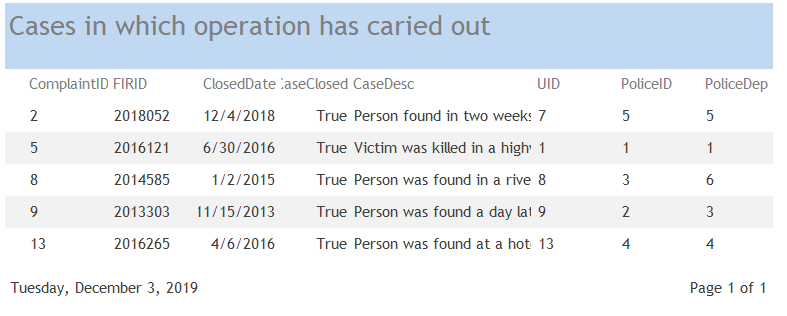 Cases in which operation has caried out
ComplaintID FIRID ClosedDate CaseClosed CaseDesc UID PoliceID PoliceDep
2 2018052 12/4/2018 True Person found in two weeks 7 5 5
5 2016121 6/30/2016 True Victim was killed in a high 1 1 1
8 2014585 1/2/2015 True Person was found in a rive 8 3 6
9 2013303 11/15/2013 True Person was found a day lat 9 2 3
13 2016265 4/6/2016 True Person was found at a hot 13 4 4
Tuesday, December 3, 2019 Page 1 of 1